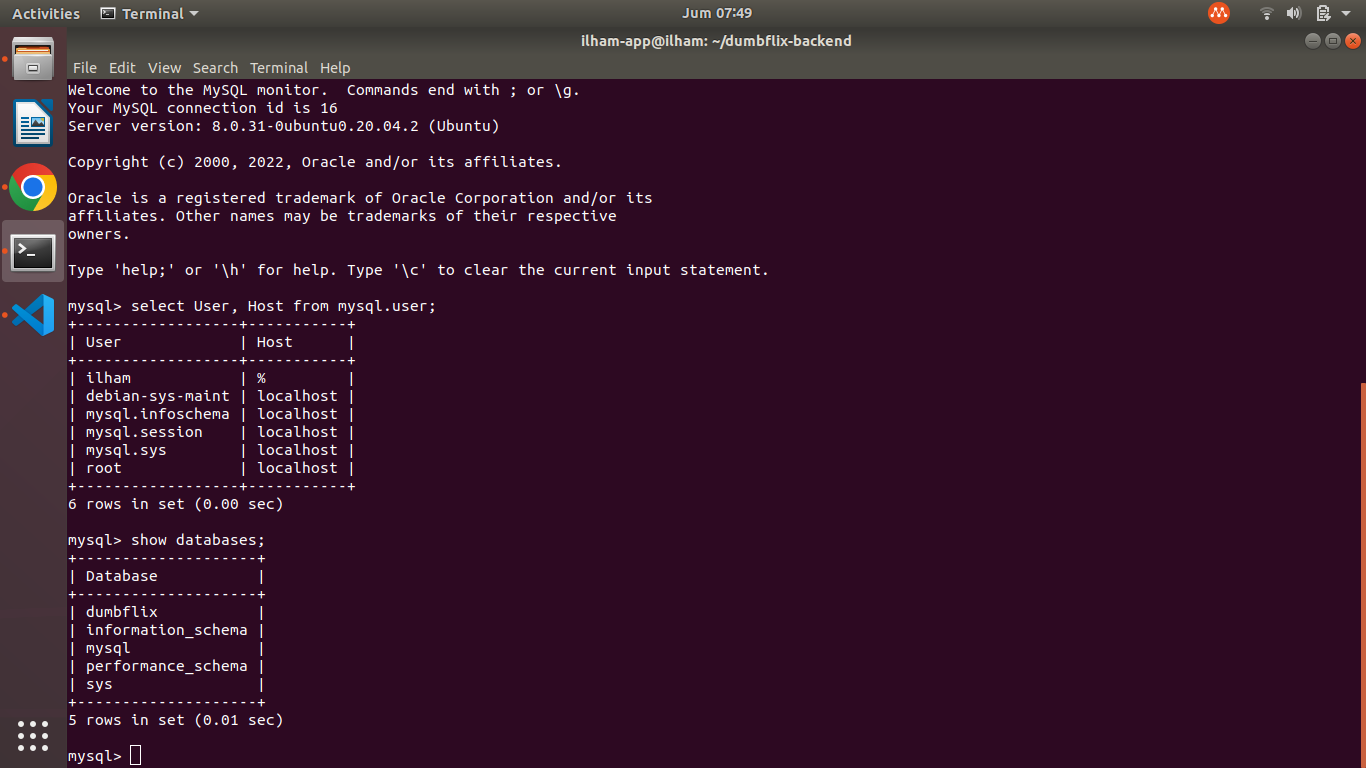 Activities Terminal Jum 07:49
ilham-app@ilham: ~/dumbflix-backend
File Edit View Search Terminal Help
Welcome to the MySQL monitor.  Commands end with ; or \g.
Your MySQL connection id is 16
Server version: 8.0.31-0ubuntu0.20.04.2 (Ubuntu)

Copyright (c) 2000, 2022, Oracle and/or its affiliates.

Oracle is a registered trademark of Oracle Corporation and/or its
affiliates. Other names may be trademarks of their respective
owners.

Type 'help;' or '\h' for help. Type '\c' to clear the current input statement.

mysql> select User, Host from mysql.user;
+------------------+-----------+
| User             | Host      |
+------------------+-----------+
| ilham            | %         |
| debian-sys-maint | localhost |
| mysql.infoschema | localhost |
| mysql.session    | localhost |
| mysql.sys        | localhost |
| root             | localhost |
+------------------+-----------+
6 rows in set (0.00 sec)

mysql> show databases;
+--------------------+
| Database           |
+--------------------+
| dumbflix           |
| information_schema |
| mysql              |
| performance_schema |
| sys                |
+--------------------+
5 rows in set (0.01 sec)

mysql>